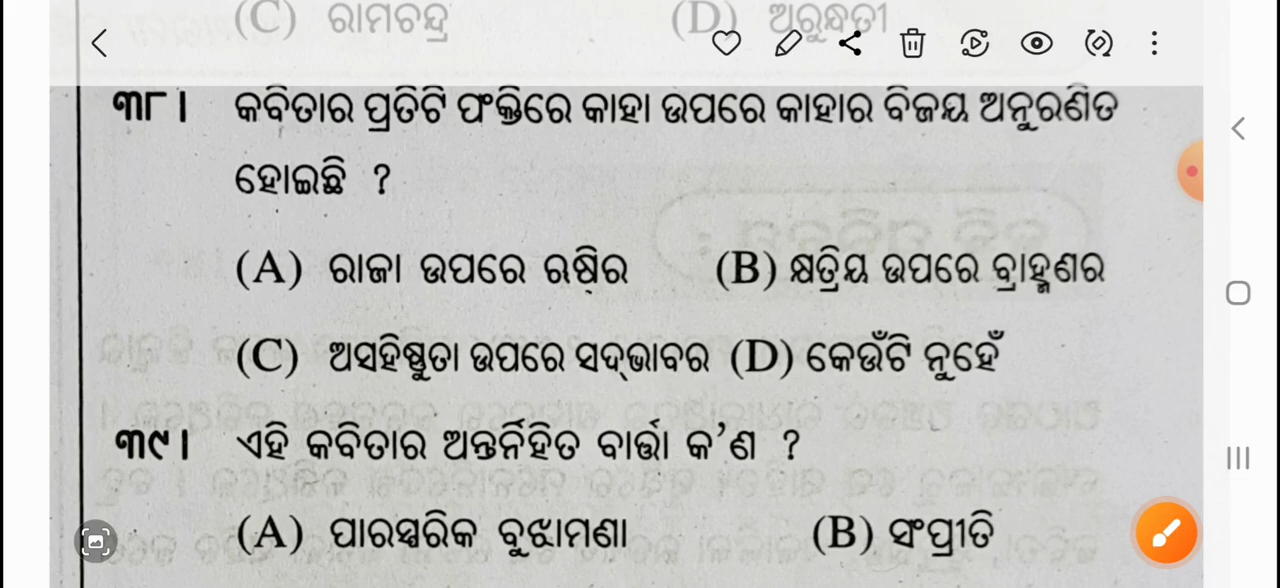 (C) ରାମଚନ୍ଦ୍ର (D) ଅରୁନ୍ଧତୀ
୩୮। କବିତାର ପ୍ରତିଟି ପଂକ୍ତିରେ କାହା ଉପରେ କାହାର ବିଜୟ ଅନୁରଣିତ
ହୋଇଛି ?
(A) ରାଜା ଉପରେ ଋଷିର (B) କ୍ଷତ୍ରିୟ ଉପରେ ବ୍ରାହ୍ମଣର
(C) ଅସହିଷ୍ଣୁତା ଉପରେ ସଦ୍‌ଭାବର (D) କେଉଁଟି ନୁହେଁ
୩୯। ଏହି କବିତାର ଅନ୍ତର୍ନିହିତ ବାର୍ତ୍ତା କ'ଣ ?
(A) ପାରସ୍ପରିକ ବୁଝାମଣା (B) ସଂପ୍ରୀତି